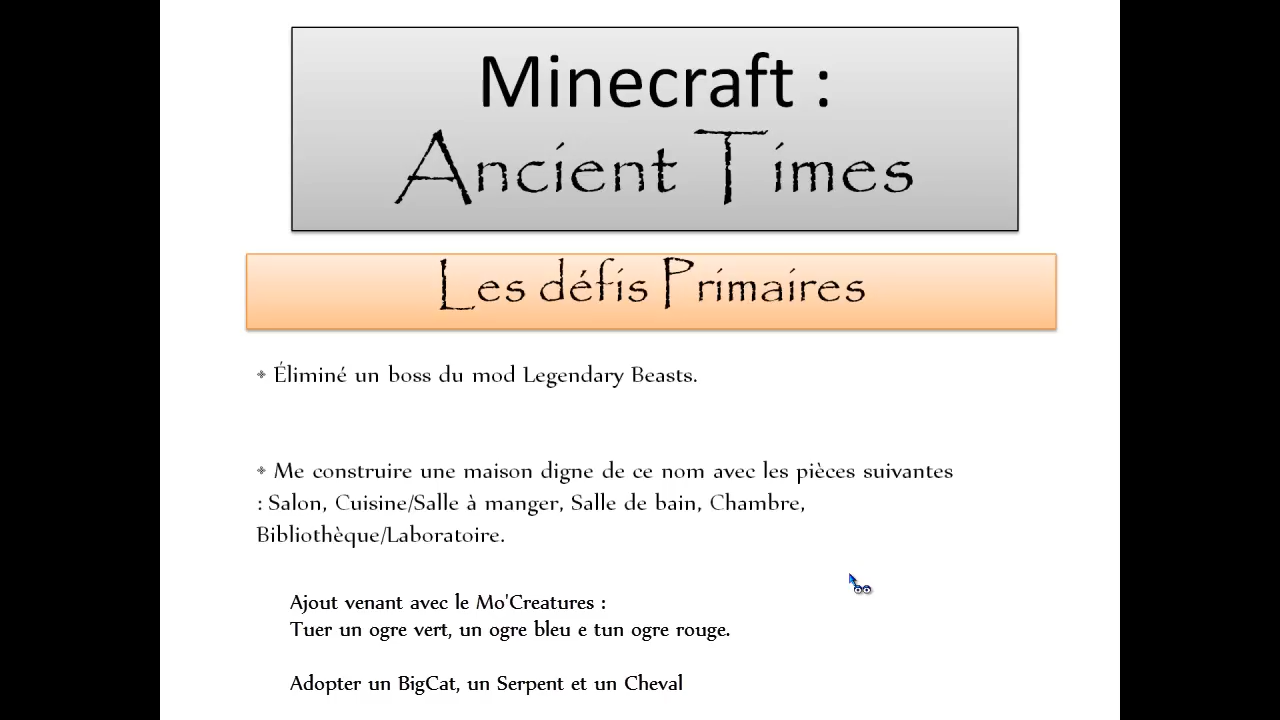 Minecraft :
Ancient Times
Les défis Primaires
Éliminé un boss du mod Legendary Beasts.
Me construire une maison digne de ce nom avec les pièces suivantes
: Salon, Cuisine/Salle à manger, Salle de bain, Chambre,
Bibliothèque/Laboratoire.
Ajout venant avec le Mo'Creatures :
Tuer un ogre vert, un ogre bleu e tun ogre rouge.
Adopter un BigCat, un Serpent et un Cheval